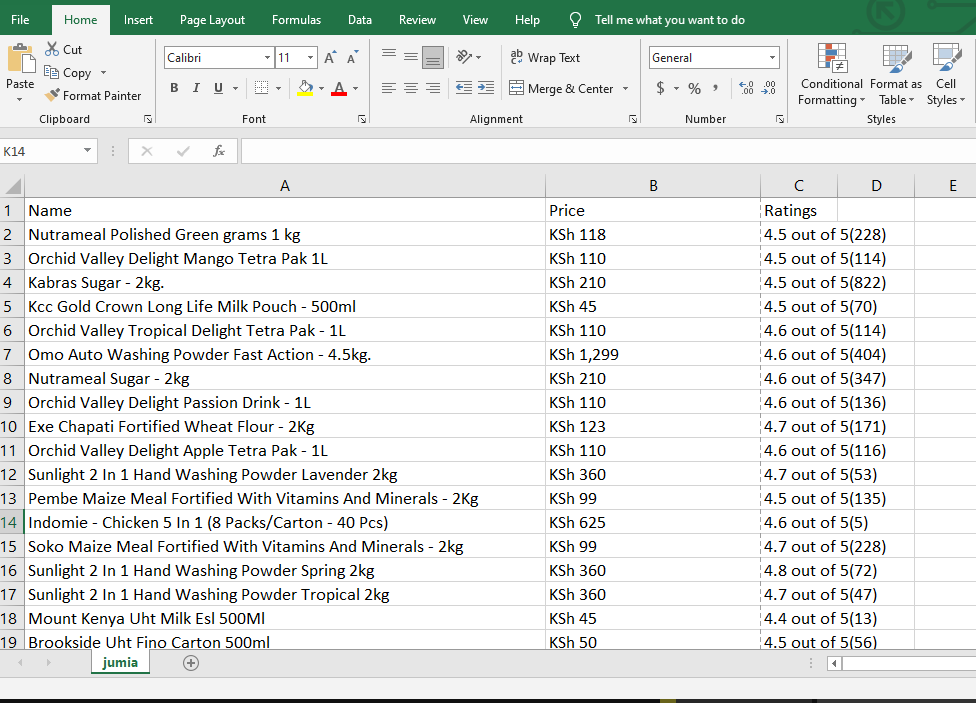 File Home Insert Page Layout Formulas Data Review View Help Tell me what you want to do
Paste Cut Copy Format Painter
Calibri 11 A A
B I U A
ab Wrap Text
Merge & Center
General
$ % , .00 .00
Conditional Formatting Format as Table Cell Styles
Clipboard Font Alignment Number Styles
K14 fx
A B C D E
1 Name Price Ratings
2 Nutrameal Polished Green grams 1 kg KSh 118 4.5 out of 5(228)
3 Orchid Valley Delight Mango Tetra Pak 1L KSh 110 4.5 out of 5(114)
4 Kabras Sugar - 2kg. KSh 210 4.5 out of 5(822)
5 Kcc Gold Crown Long Life Milk Pouch - 500ml KSh 45 4.5 out of 5(70)
6 Orchid Valley Tropical Delight Tetra Pak - 1L KSh 110 4.6 out of 5(114)
7 Omo Auto Washing Powder Fast Action - 4.5kg. KSh 1,299 4.6 out of 5(404)
8 Nutrameal Sugar - 2kg KSh 210 4.6 out of 5(347)
9 Orchid Valley Delight Passion Drink - 1L KSh 110 4.6 out of 5(136)
10 Exe Chapati Fortified Wheat Flour - 2Kg KSh 123 4.7 out of 5(171)
11 Orchid Valley Delight Apple Tetra Pak - 1L KSh 110 4.6 out of 5(116)
12 Sunlight 2 In 1 Hand Washing Powder Lavender 2kg KSh 360 4.7 out of 5(53)
13 Pembe Maize Meal Fortified With Vitamins And Minerals - 2Kg KSh 99 4.5 out of 5(135)
14 Indomie - Chicken 5 In 1 (8 Packs/Carton - 40 Pcs) KSh 625 4.6 out of 5(5)
15 Soko Maize Meal Fortified With Vitamins And Minerals - 2kg KSh 99 4.7 out of 5(228)
16 Sunlight 2 In 1 Hand Washing Powder Spring 2kg KSh 360 4.8 out of 5(72)
17 Sunlight 2 In 1 Hand Washing Powder Tropical 2kg KSh 360 4.7 out of 5(47)
18 Mount Kenya Uht Milk Esl 500Ml KSh 45 4.4 out of 5(13)
19 Brookside Uht Fino Carton 500ml KSh 50 4.5 out of 5(56)
jumia